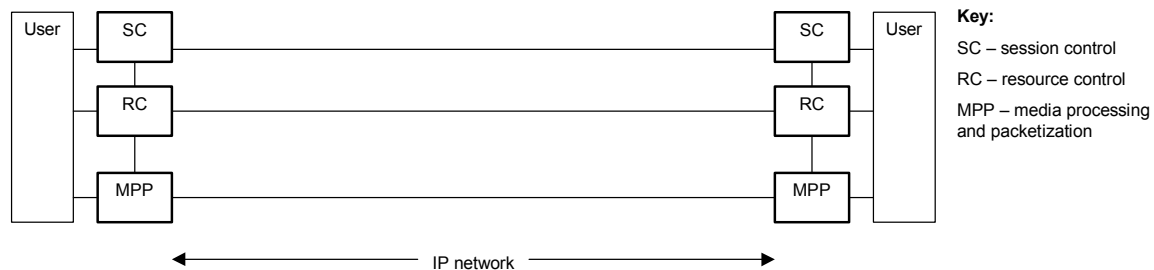 User
SC
SC
User
RC
RC
MPP
MPP
IP network
Key:
SC – session control
RC – resource control
MPP – media processing
and packetization